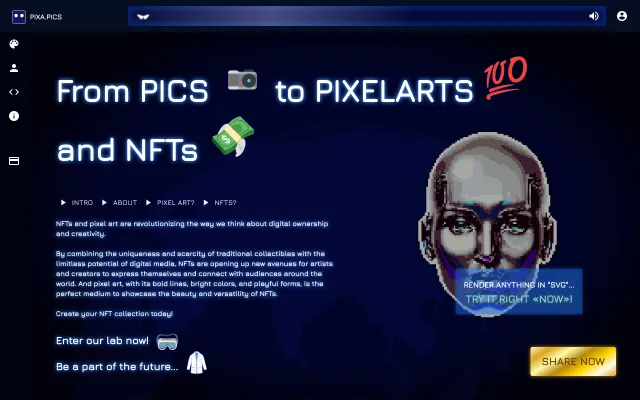 PIXA.PICS
From PICS to PIXELARTS
and NFTs
INTRO ABOUT PIXEL ART? NFTS?
NFTs and pixel art are revolutionizing the way we think about digital ownership
and creativity.
By combining the uniqueness and scarcity of traditional collectibles with the
limitless potential of digital media, NFTs are opening up new avenues for artists
and creators to express themselves and connect with audiences around the
world. And pixel art, with its bold lines, bright colors, and playful forms, is the
perfect medium to showcase the beauty and versatility of NFTs.
Create your NFT collection today!
Enter our lab now!
Be a part of the future...
RENDER ANYTHING IN "SVG"...
TRY IT RIGHT «NOW»!
SHARE NOW